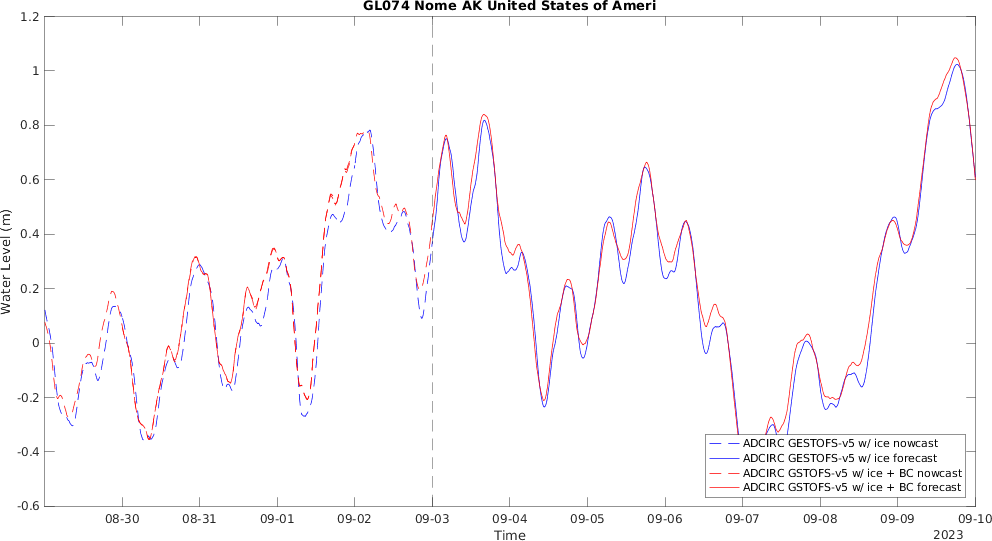 GL074 Nome AK United States of Ameri
Water Level (m)
1.2
1
0.8
0.6
0.4
0.2
0
-0.2
-0.4
-0.6
ADCIRC GESTOFS-v5 w/ ice nowcast
ADCIRC GESTOFS-v5 w/ ice forecast
ADCIRC GSTOFS-v5 w/ ice + BC nowcast
ADCIRC GSTOFS-v5 w/ ice + BC forecast
08-30 08-31 09-01 09-02 09-03 09-04 09-05 09-06 09-07 09-08 09-09 09-10
Time
2023